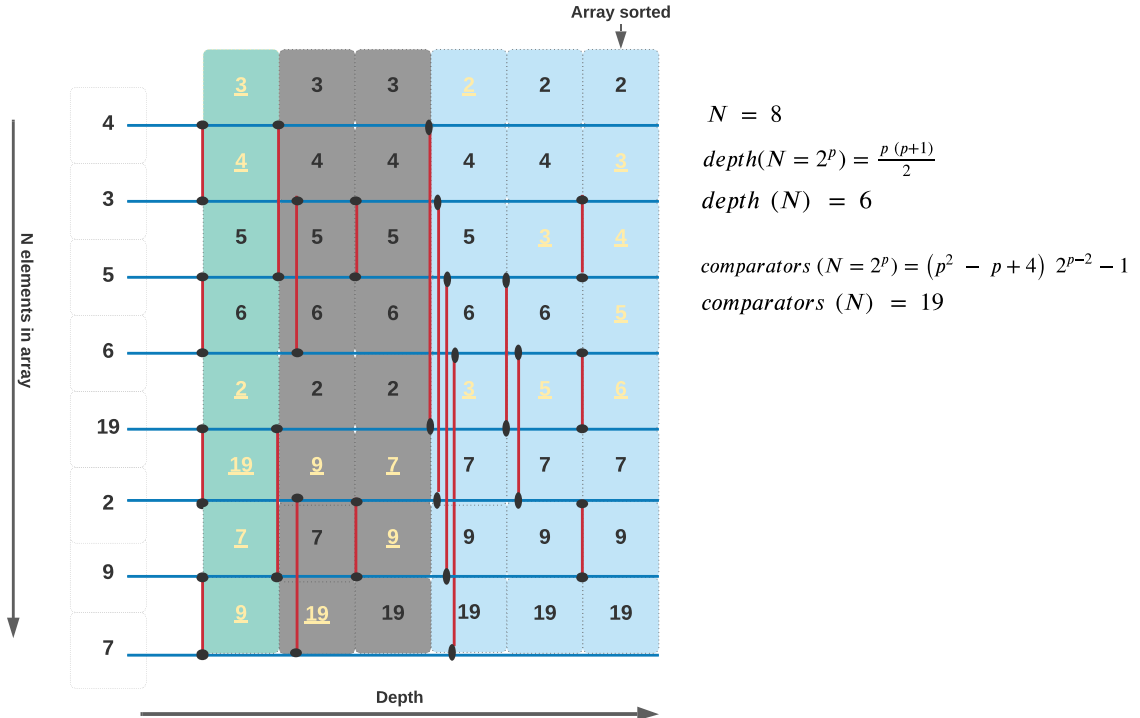 Array sorted
3 3 3 2 2 2
4
4 4 4 4 4 3
3
5 5 5 5 3 4
5
6 6 6 6 6 5
6
2 2 2 3 5 6
19
19 9 7 7 7 7
2
7 7 9 9 9 9
9
9 19 19 19 19 19
7
N elements in array
Depth
N = 8
depth(N = 2^p) = p (p+1) / 2
depth (N) = 6
comparators (N = 2^p) = (p^2 − p + 4) 2^{p−2} − 1
comparators (N) = 19